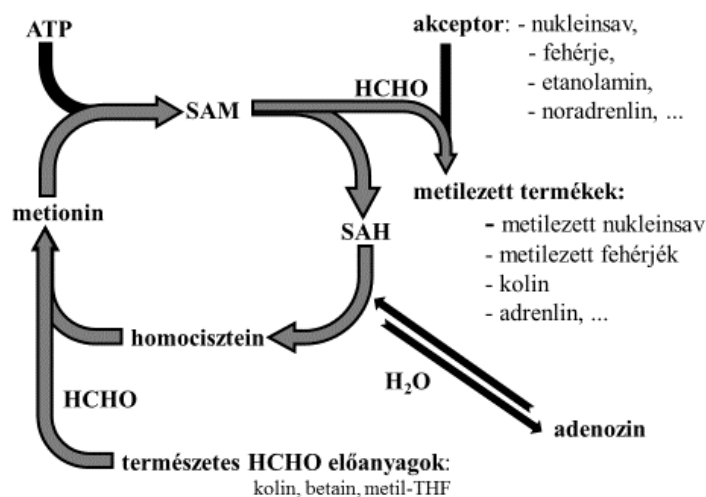 ATP
akceptor: - nukleinsav,
- fehérje,
- etanolamin,
- noradrenlin, ...
HCHO
SAM
metionin
metilezett termékek:
- metilezett nukleinsav
- metilezett fehérjék
- kolin
- adrenlin, ...
SAH
homocisztein
H₂O
HCHO
adenozin
természetes HCHO előanyagok:
kolin, betain, metil-THF